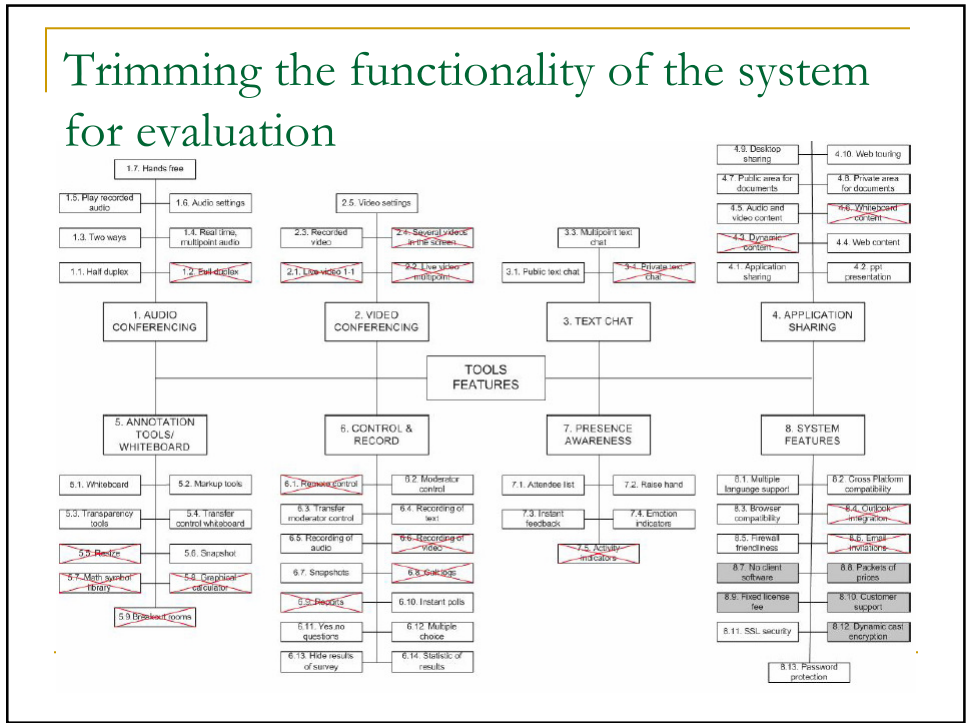 Trimming the functionality of the system
for evaluation
1.7. Hands free
1.5. Play recorded
audio
1.6. Audio settings
1.3. Two ways
1.4. Real time,
multipoint audio
1.1. Half duplex
1.2. Full duplex
1. AUDIO
CONFERENCING
2.5. Video settings
2.3. Recorded
video
2.4. Several videos
in the screen
2.1. Live video 1-1
2.2. Live video
multipoint
2. VIDEO
CONFERENCING
3.3. Multipoint text
chat
3.1. Public text chat
3.1. Private text
chat
3. TEXT CHAT
4.9. Desktop
sharing
4.10. Web touring
4.7. Public area for
documents
4.8. Private area
for documents
4.5. Audio and
video content
4.6. Whiteboard
content
4.3. Dynamic
content
4.4. Web content
4.1. Application
sharing
4.2. ppt
presentation
4. APPLICATION
SHARING
TOOLS
FEATURES
5. ANNOTATION
TOOLS/
WHITEBOARD
5.1. Whiteboard
5.2. Markup tools
5.3. Transparency
tools
5.4. Transfer
control whiteboard
5.5. Resize
5.6. Snapshot
5.7. Math symbol
library
5.8. Graphical
calculator
5.9.Breakout rooms
6. CONTROL &
RECORD
6.1. Remote control
6.2. Moderator
control
6.3. Transfer
moderator control
6.4. Recording of
text
6.5. Recording of
audio
6.6. Recording of
video
6.7. Snapshots
6.8. Call logs
6.9. Reports
6.10. Instant polls
6.11. Yes,no
questions
6.12. Multiple
choice
6.13. Hide results
of survey
6.14. Statistic of
results
7. PRESENCE
AWARENESS
7.1. Attendee list
7.2. Raise hand
7.3. Instant
feedback
7.4. Emotion
indicators
7.5. Activity
indicators
8. SYSTEM
FEATURES
8.1. Multiple
language support
8.2. Cross Platform
compatibility
8.3. Browser
compatibility
8.4. Outlook
integration
8.5. Firewall
friendliness
8.6. Email
invitations
8.7. No client
software
8.8. Packets of
prices
8.9. Fixed license
fee
8.10. Customer
support
8.11. SSL security
8.12. Dynamic cast
encryption
8.13. Password
protection